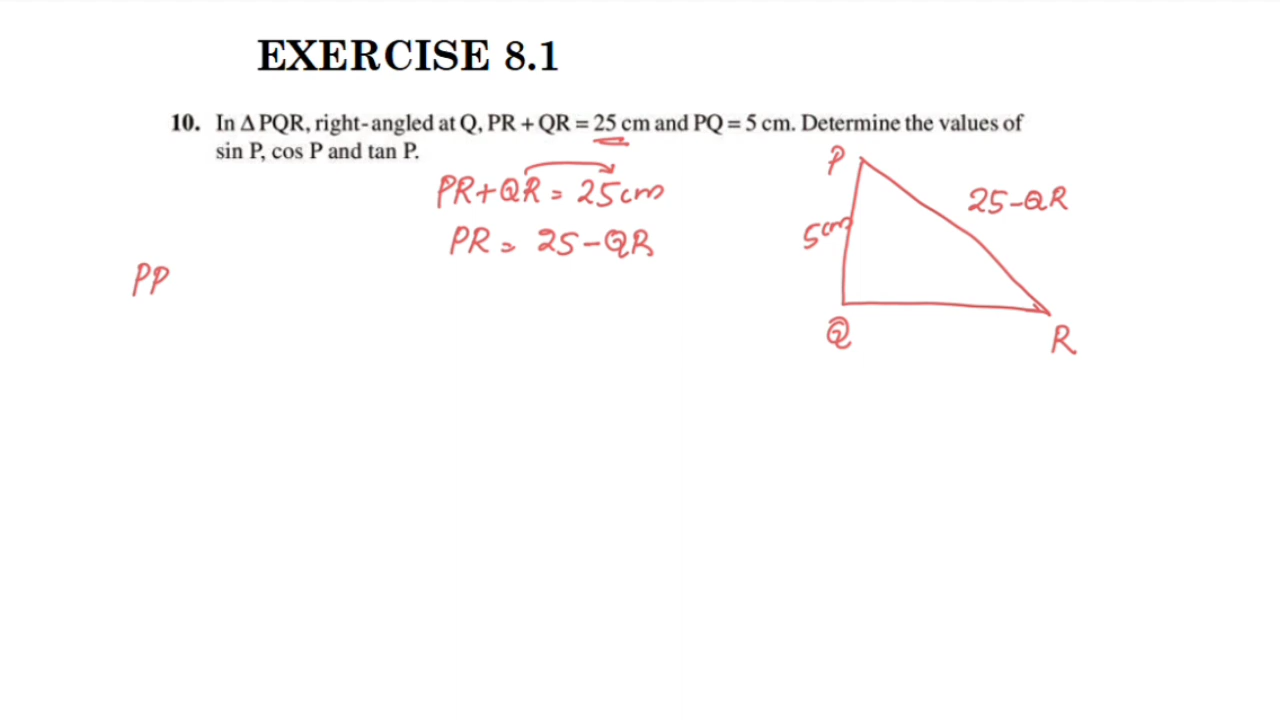 EXERCISE 8.1
10. In Δ PQR, right-angled at Q, PR + QR = 25 cm and PQ = 5 cm. Determine the values of
sin P, cos P and tan P.
PR+QR = 25cm
PR = 25-QR
PP
P
5cm
25-QR
Q
R